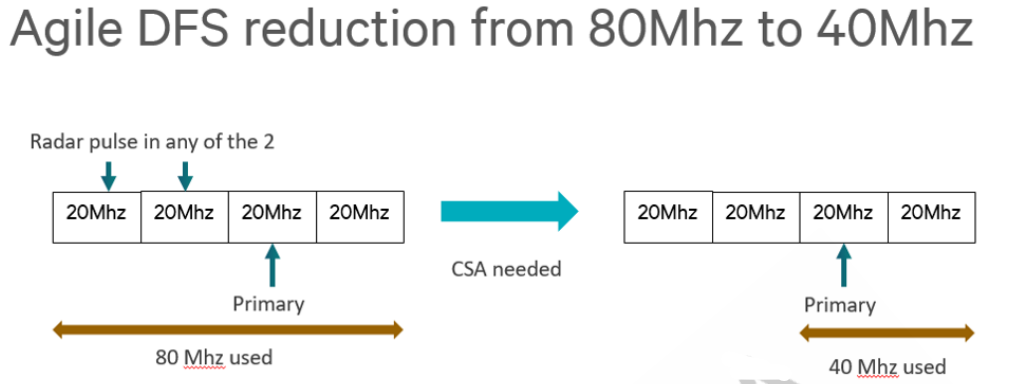 Agile DFS reduction from 80Mhz to 40Mhz
Radar pulse in any of the 2
20Mhz 20Mhz 20Mhz 20Mhz
20Mhz 20Mhz 20Mhz 20Mhz
CSA needed
Primary
Primary
80 Mhz used
40 Mhz used